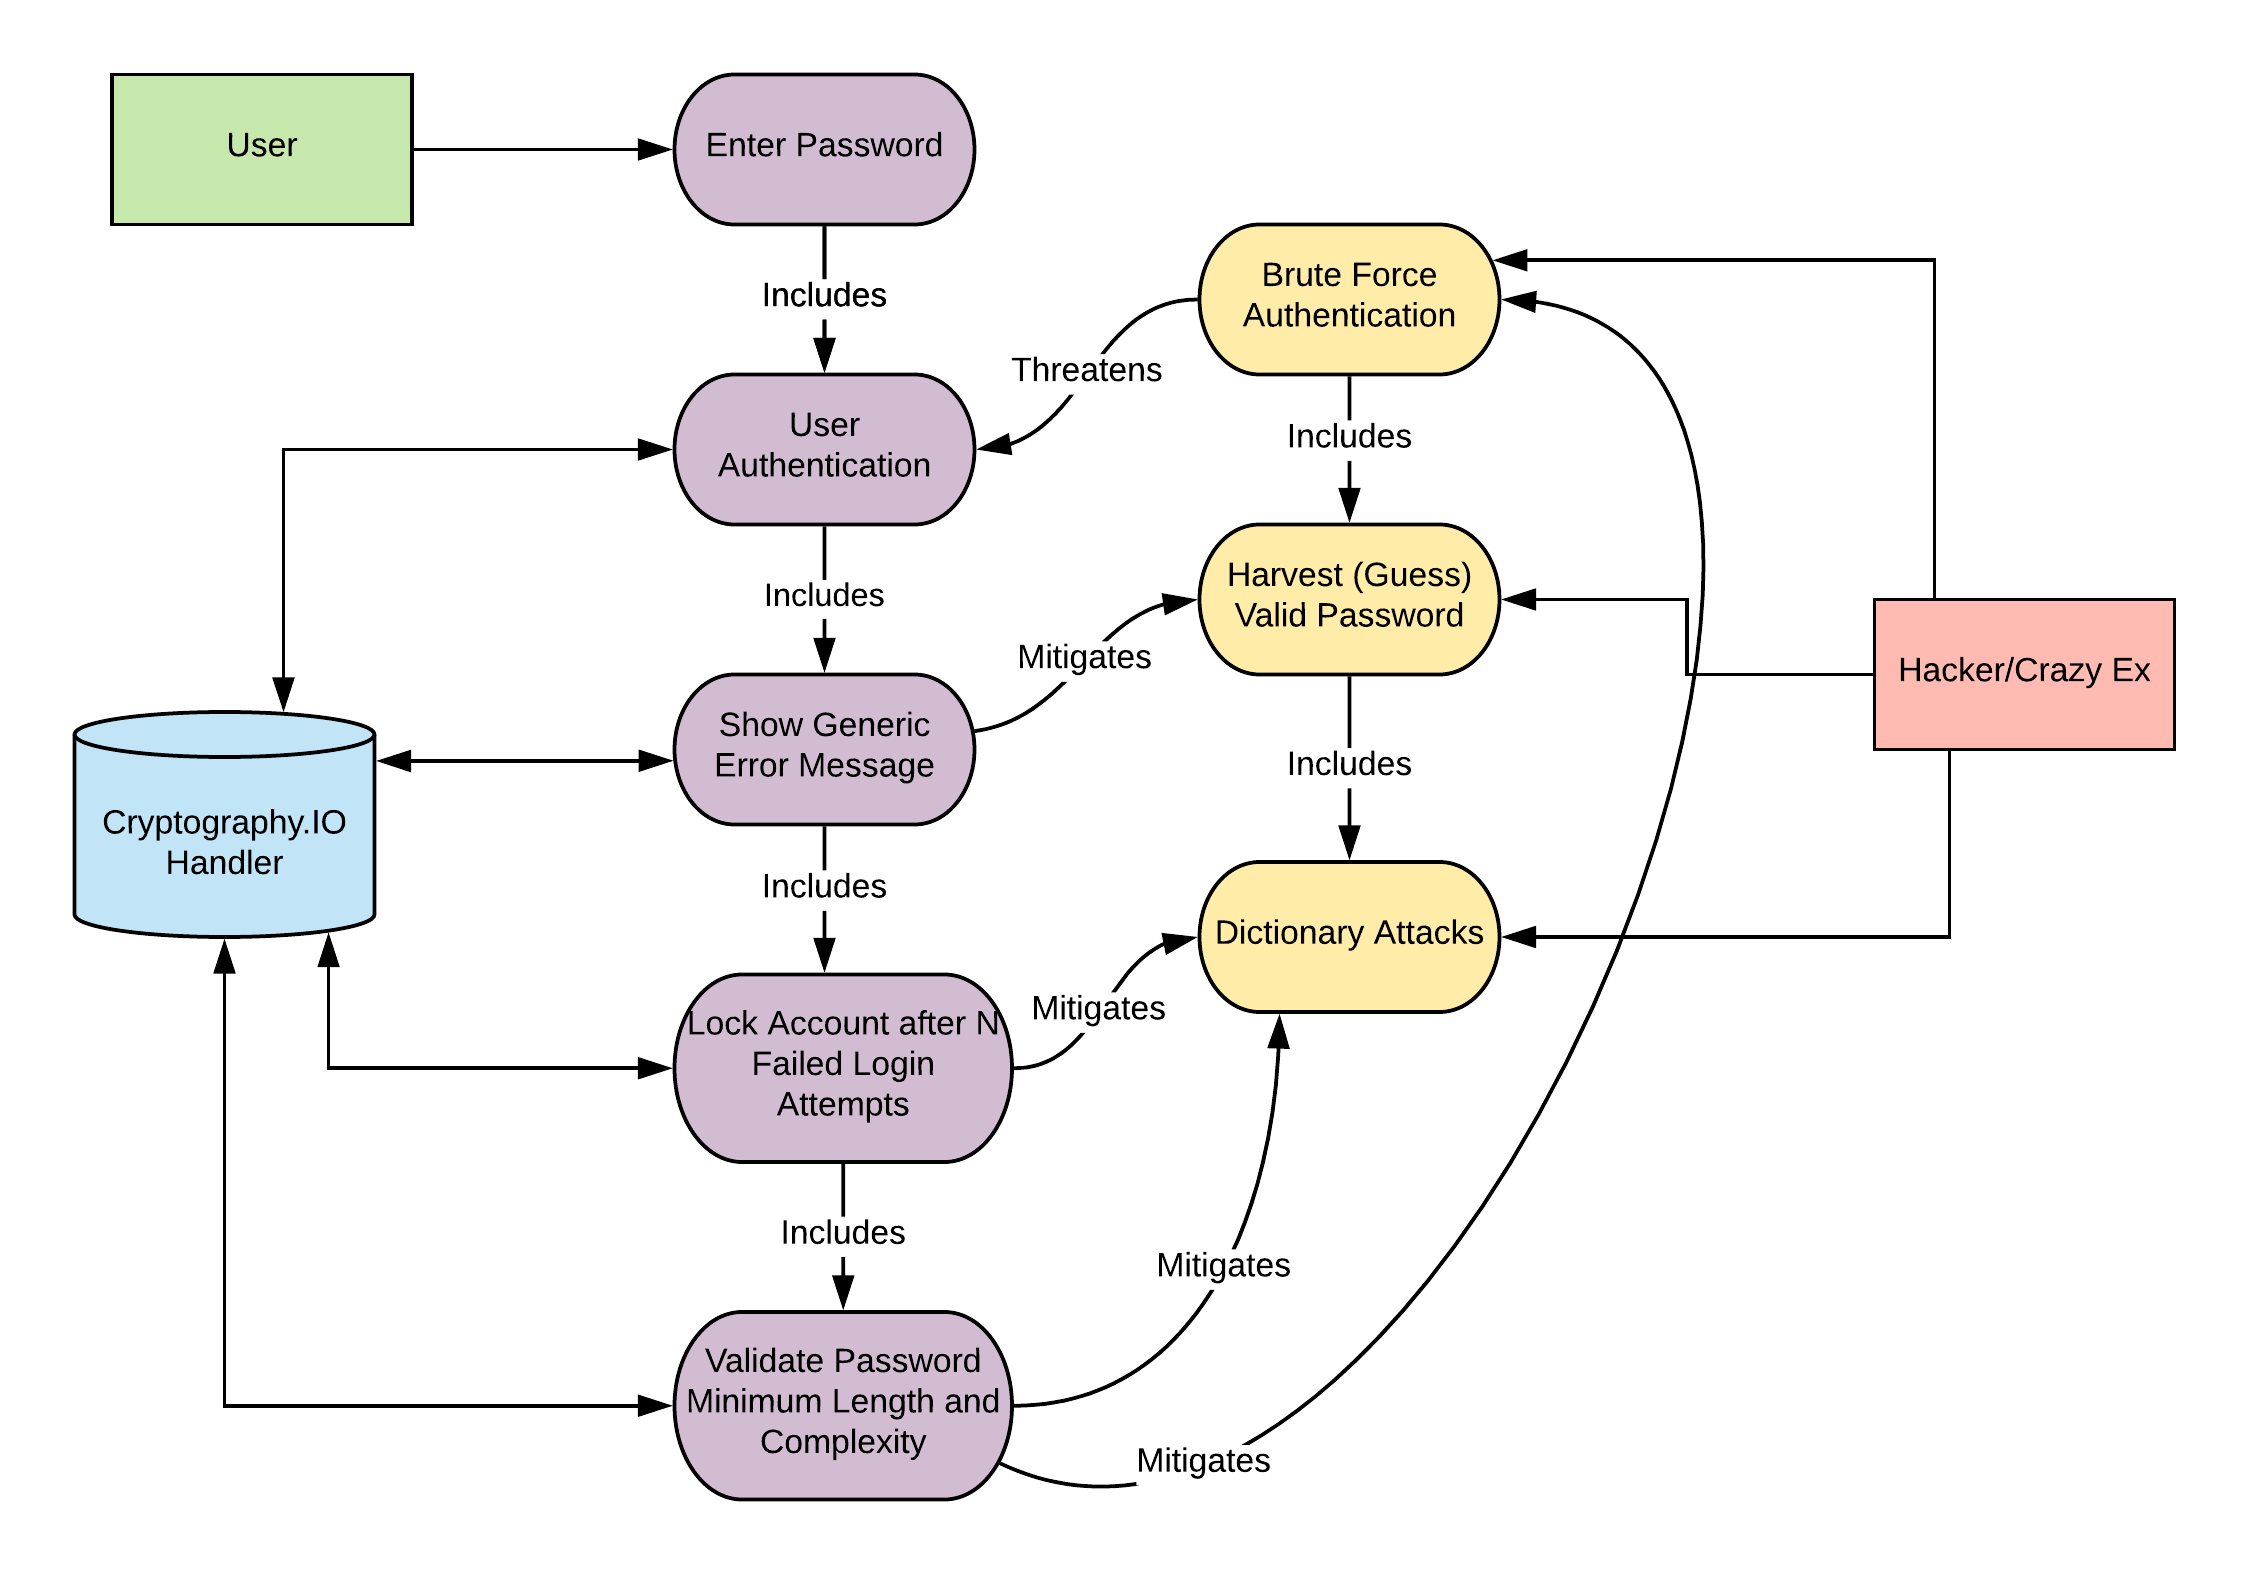 User
Enter Password
Includes
Brute Force
Authentication
Threatens
User
Authentication
Includes
Includes
Harvest (Guess)
Valid Password
Mitigates
Hacker/Crazy Ex
Show Generic
Error Message
Includes
Cryptography.IO
Handler
Includes
Dictionary Attacks
Mitigates
Lock Account after N
Failed Login
Attempts
Includes
Mitigates
Validate Password
Minimum Length and
Complexity
Mitigates